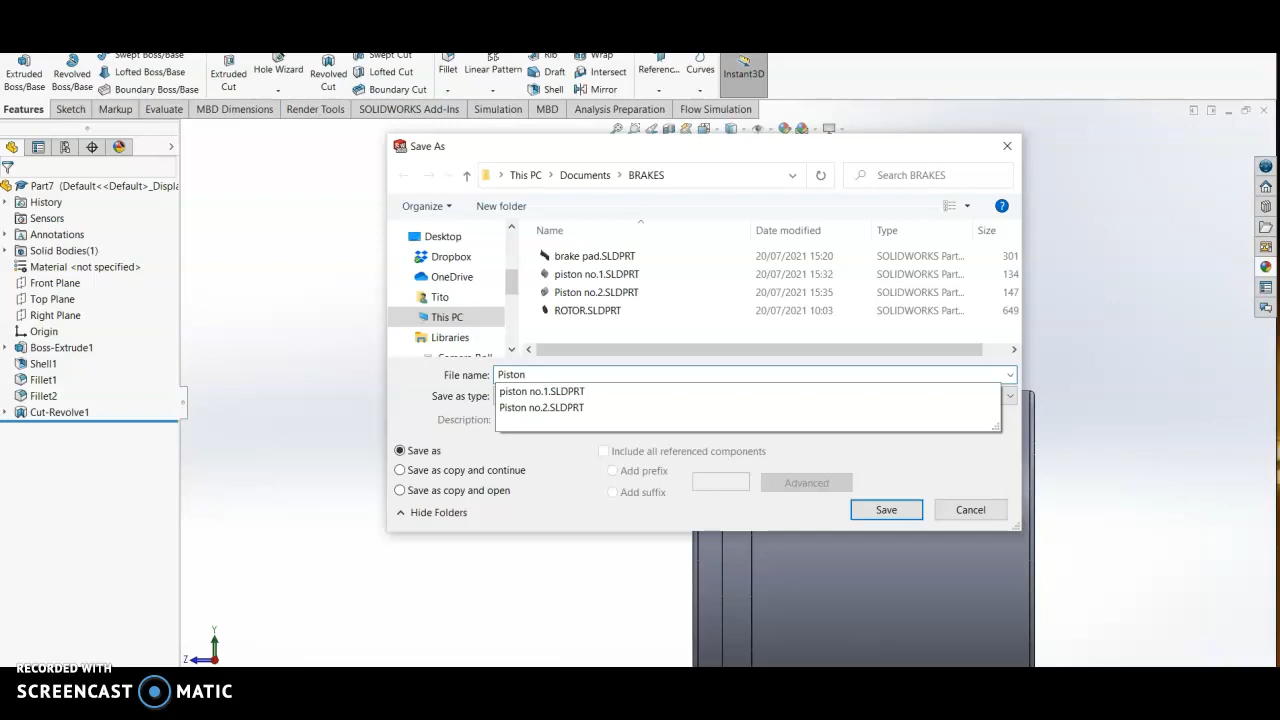 Swept Boss/Base
Swept Cut
Rib
Wrap
Extruded Boss/Base
Revolved Boss/Base
Lofted Boss/Base
Boundary Boss/Base
Extruded Cut
Hole Wizard
Revolved Cut
Lofted Cut
Boundary Cut
Fillet
Linear Pattern
Draft
Shell
Intersect
Mirror
Referenc...
Curves
Instant3D
Features
Sketch
Markup
Evaluate
MBD Dimensions
Render Tools
SOLIDWORKS Add-Ins
Simulation
MBD
Analysis Preparation
Flow Simulation
Part7 (Default<<Default>_Displa
History
Sensors
Annotations
Solid Bodies(1)
Material <not specified>
Front Plane
Top Plane
Right Plane
Origin
Boss-Extrude1
Shell1
Fillet1
Fillet2
Cut-Revolve1
Save As
This PC > Documents > BRAKES
Search BRAKES
Organize
New folder
Desktop
Dropbox
OneDrive
Tito
This PC
Libraries
Camera Roll
Name Date modified Type Size
brake pad.SLDPRT 20/07/2021 15:20 SOLIDWORKS Part... 301
piston no.1.SLDPRT 20/07/2021 15:32 SOLIDWORKS Part... 134
Piston no.2.SLDPRT 20/07/2021 15:35 SOLIDWORKS Part... 147
ROTOR.SLDPRT 20/07/2021 10:03 SOLIDWORKS Part... 649
File name: Piston
piston no.1.SLDPRT
Save as type:
Piston no.2.SLDPRT
Description:
Save as
Include all referenced components
Save as copy and continue
Add prefix
Advanced
Save as copy and open
Add suffix
Hide Folders
Save
Cancel
Y
Z
RECORDED WITH
SCREENCAST MATIC